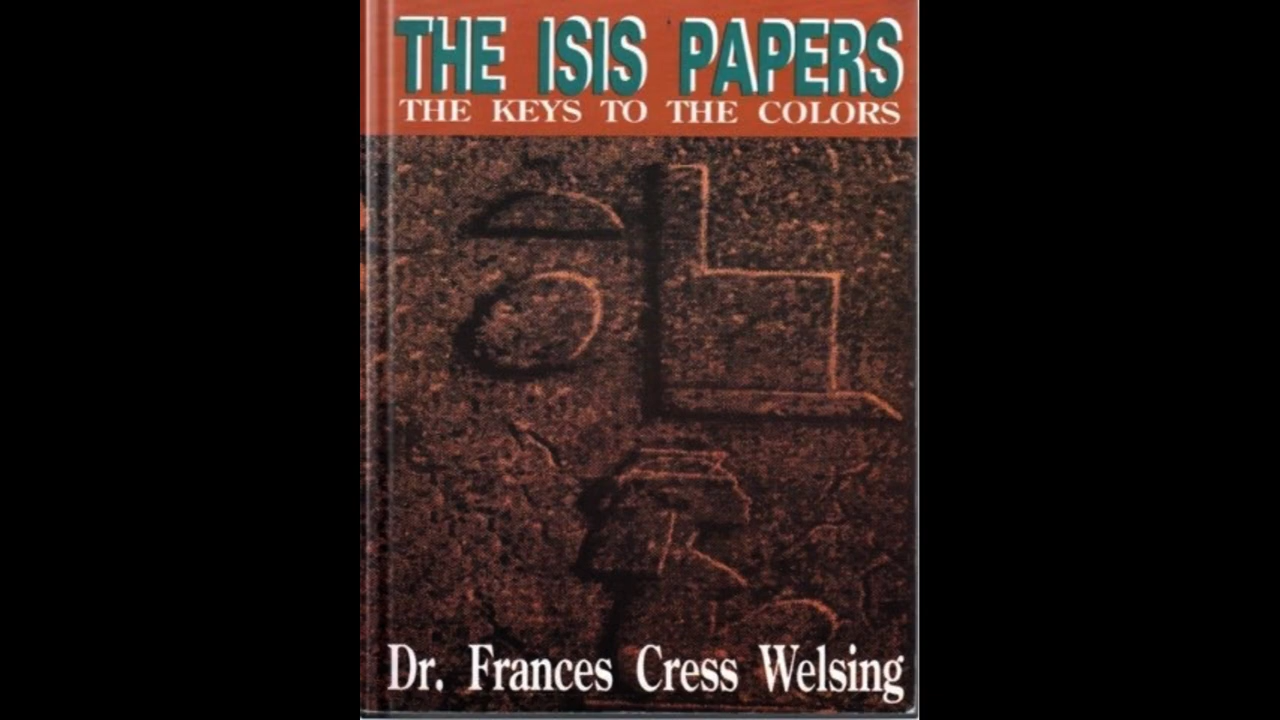 THE ISIS PAPERS
THE KEYS TO THE COLORS
Dr. Frances Cress Welsing